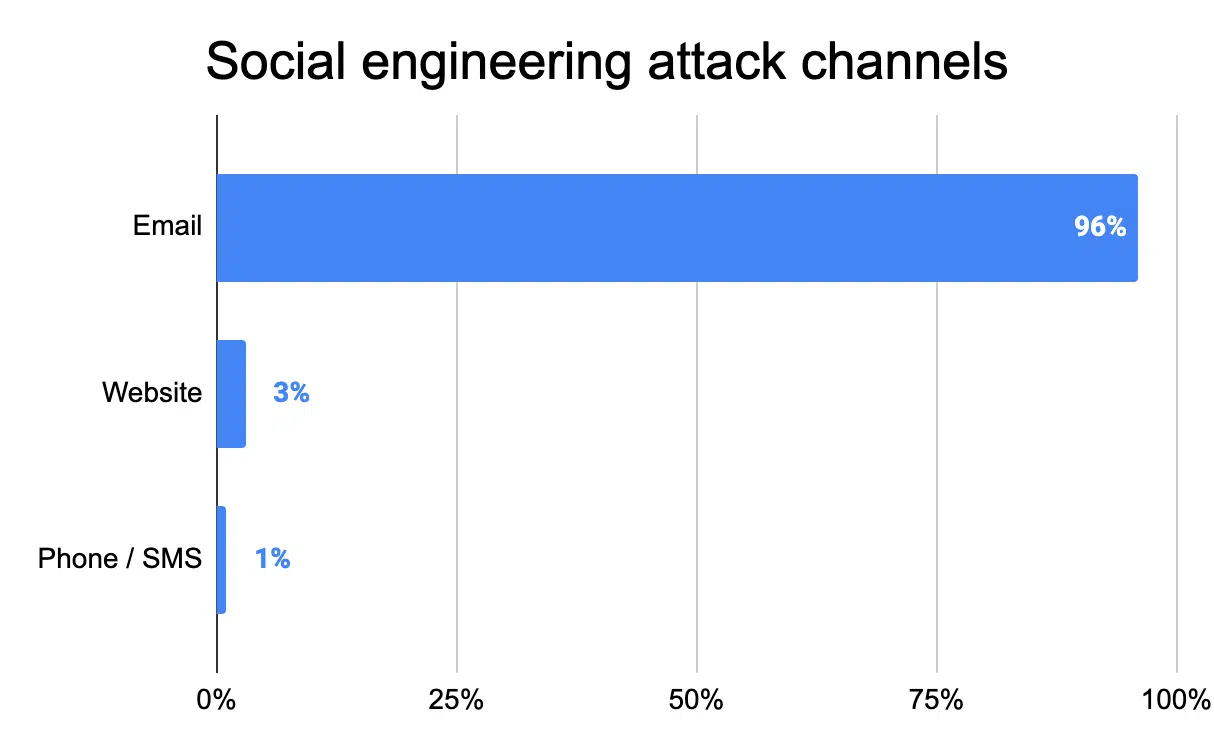 Social engineering attack channels
Email
96%
Website
3%
Phone / SMS
1%
0%
25%
50%
75%
100%